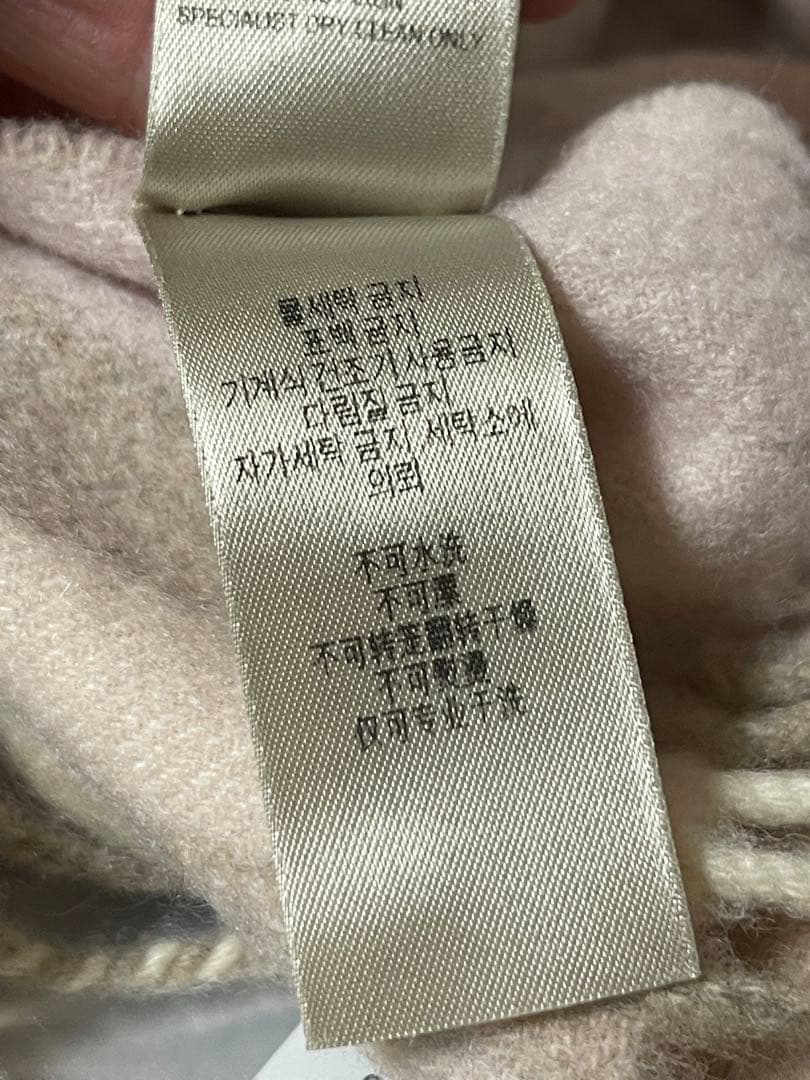 SPECIALIST DRY CLEAN ONLY
물세탁 금지
표백 금지
기계식 건조기 사용금지
다림질 금지
자가세탁 금지 세탁소에
의뢰
不可水洗
不可漂
不可转笼翻转干燥
不可熨烫
仅可专业干洗